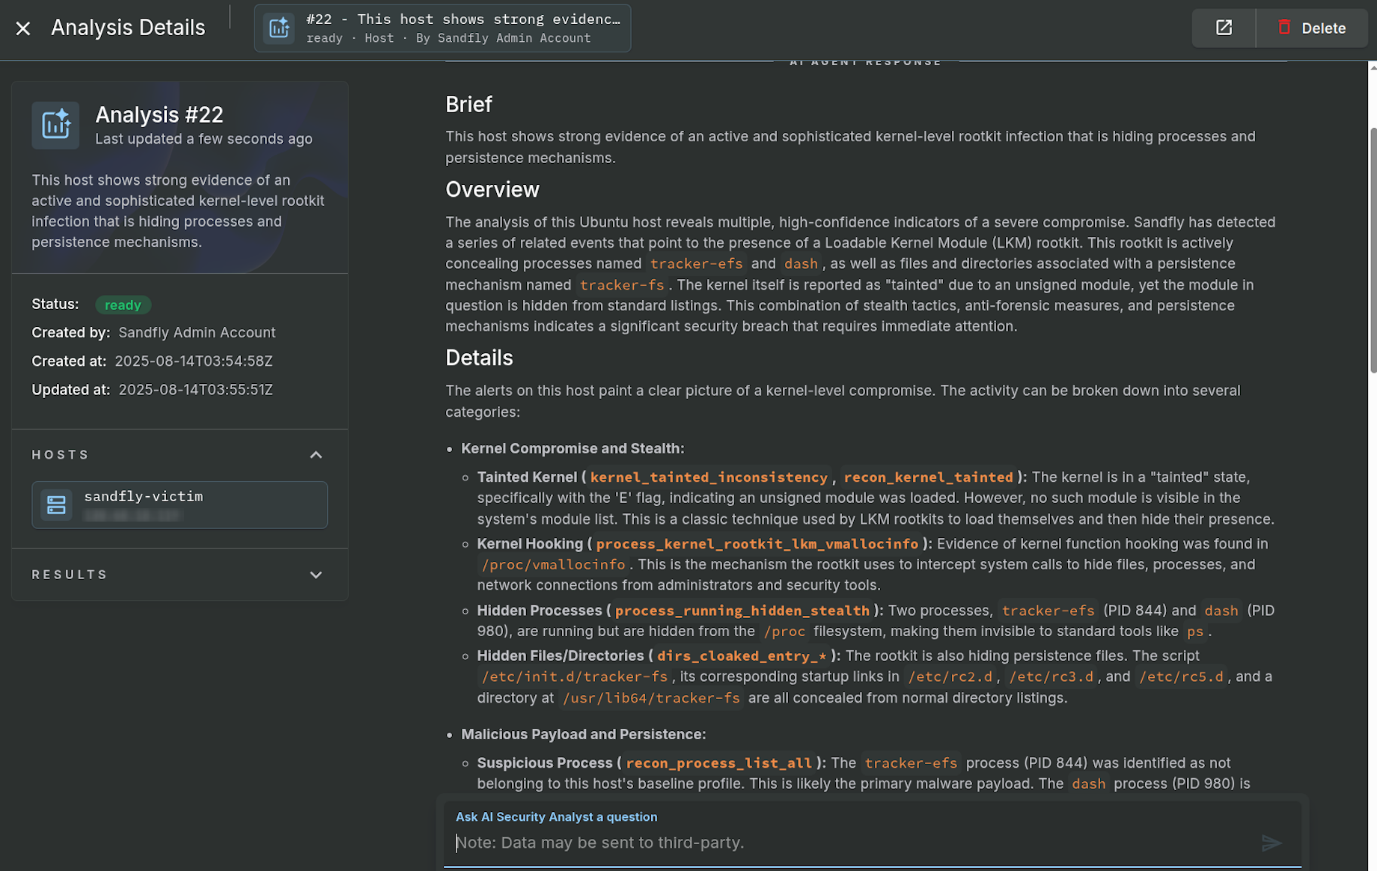 Analysis Details
#22 - This host shows strong evidenc…
ready · Host · By Sandfly Admin Account
Delete
Analysis #22
Last updated a few seconds ago
This host shows strong evidence of an
active and sophisticated kernel-level rootkit
infection that is hiding processes and
persistence mechanisms.
Status: ready
Created by: Sandfly Admin Account
Created at: 2025-08-14T03:54:58Z
Updated at: 2025-08-14T03:55:51Z
HOSTS
sandfly-victim
RESULTS
AI AGENT RESPONSE
Brief
This host shows strong evidence of an active and sophisticated kernel-level rootkit infection that is hiding processes and
persistence mechanisms.
Overview
The analysis of this Ubuntu host reveals multiple, high-confidence indicators of a severe compromise. Sandfly has detected
a series of related events that point to the presence of a Loadable Kernel Module (LKM) rootkit. This rootkit is actively
concealing processes named tracker-efs and dash, as well as files and directories associated with a persistence
mechanism named tracker-fs. The kernel itself is reported as "tainted" due to an unsigned module, yet the module in
question is hidden from standard listings. This combination of stealth tactics, anti-forensic measures, and persistence
mechanisms indicates a significant security breach that requires immediate attention.
Details
The alerts on this host paint a clear picture of a kernel-level compromise. The activity can be broken down into several
categories:
• Kernel Compromise and Stealth:
◦ Tainted Kernel (kernel_tainted_inconsistency, recon_kernel_tainted): The kernel is in a "tainted" state,
specifically with the 'E' flag, indicating an unsigned module was loaded. However, no such module is visible in the
system's module list. This is a classic technique used by LKM rootkits to load themselves and then hide their presence.
◦ Kernel Hooking (process_kernel_rootkit_lkm_vmallocinfo): Evidence of kernel function hooking was found in
/proc/vmallocinfo. This is the mechanism the rootkit uses to intercept system calls to hide files, processes, and
network connections from administrators and security tools.
◦ Hidden Processes (process_running_hidden_stealth): Two processes, tracker-efs (PID 844) and dash (PID
980), are running but are hidden from the /proc filesystem, making them invisible to standard tools like ps.
◦ Hidden Files/Directories (dirs_cloaked_entry_*): The rootkit is also hiding persistence files. The script
/etc/init.d/tracker-fs, its corresponding startup links in /etc/rc2.d, /etc/rc3.d, and /etc/rc5.d, and a
directory at /usr/lib64/tracker-fs are all concealed from normal directory listings.
• Malicious Payload and Persistence:
◦ Suspicious Process (recon_process_list_all): The tracker-efs process (PID 844) was identified as not
belonging to this host's baseline profile. This is likely the primary malware payload. The dash process (PID 980) is
Ask AI Security Analyst a question
Note: Data may be sent to third-party.